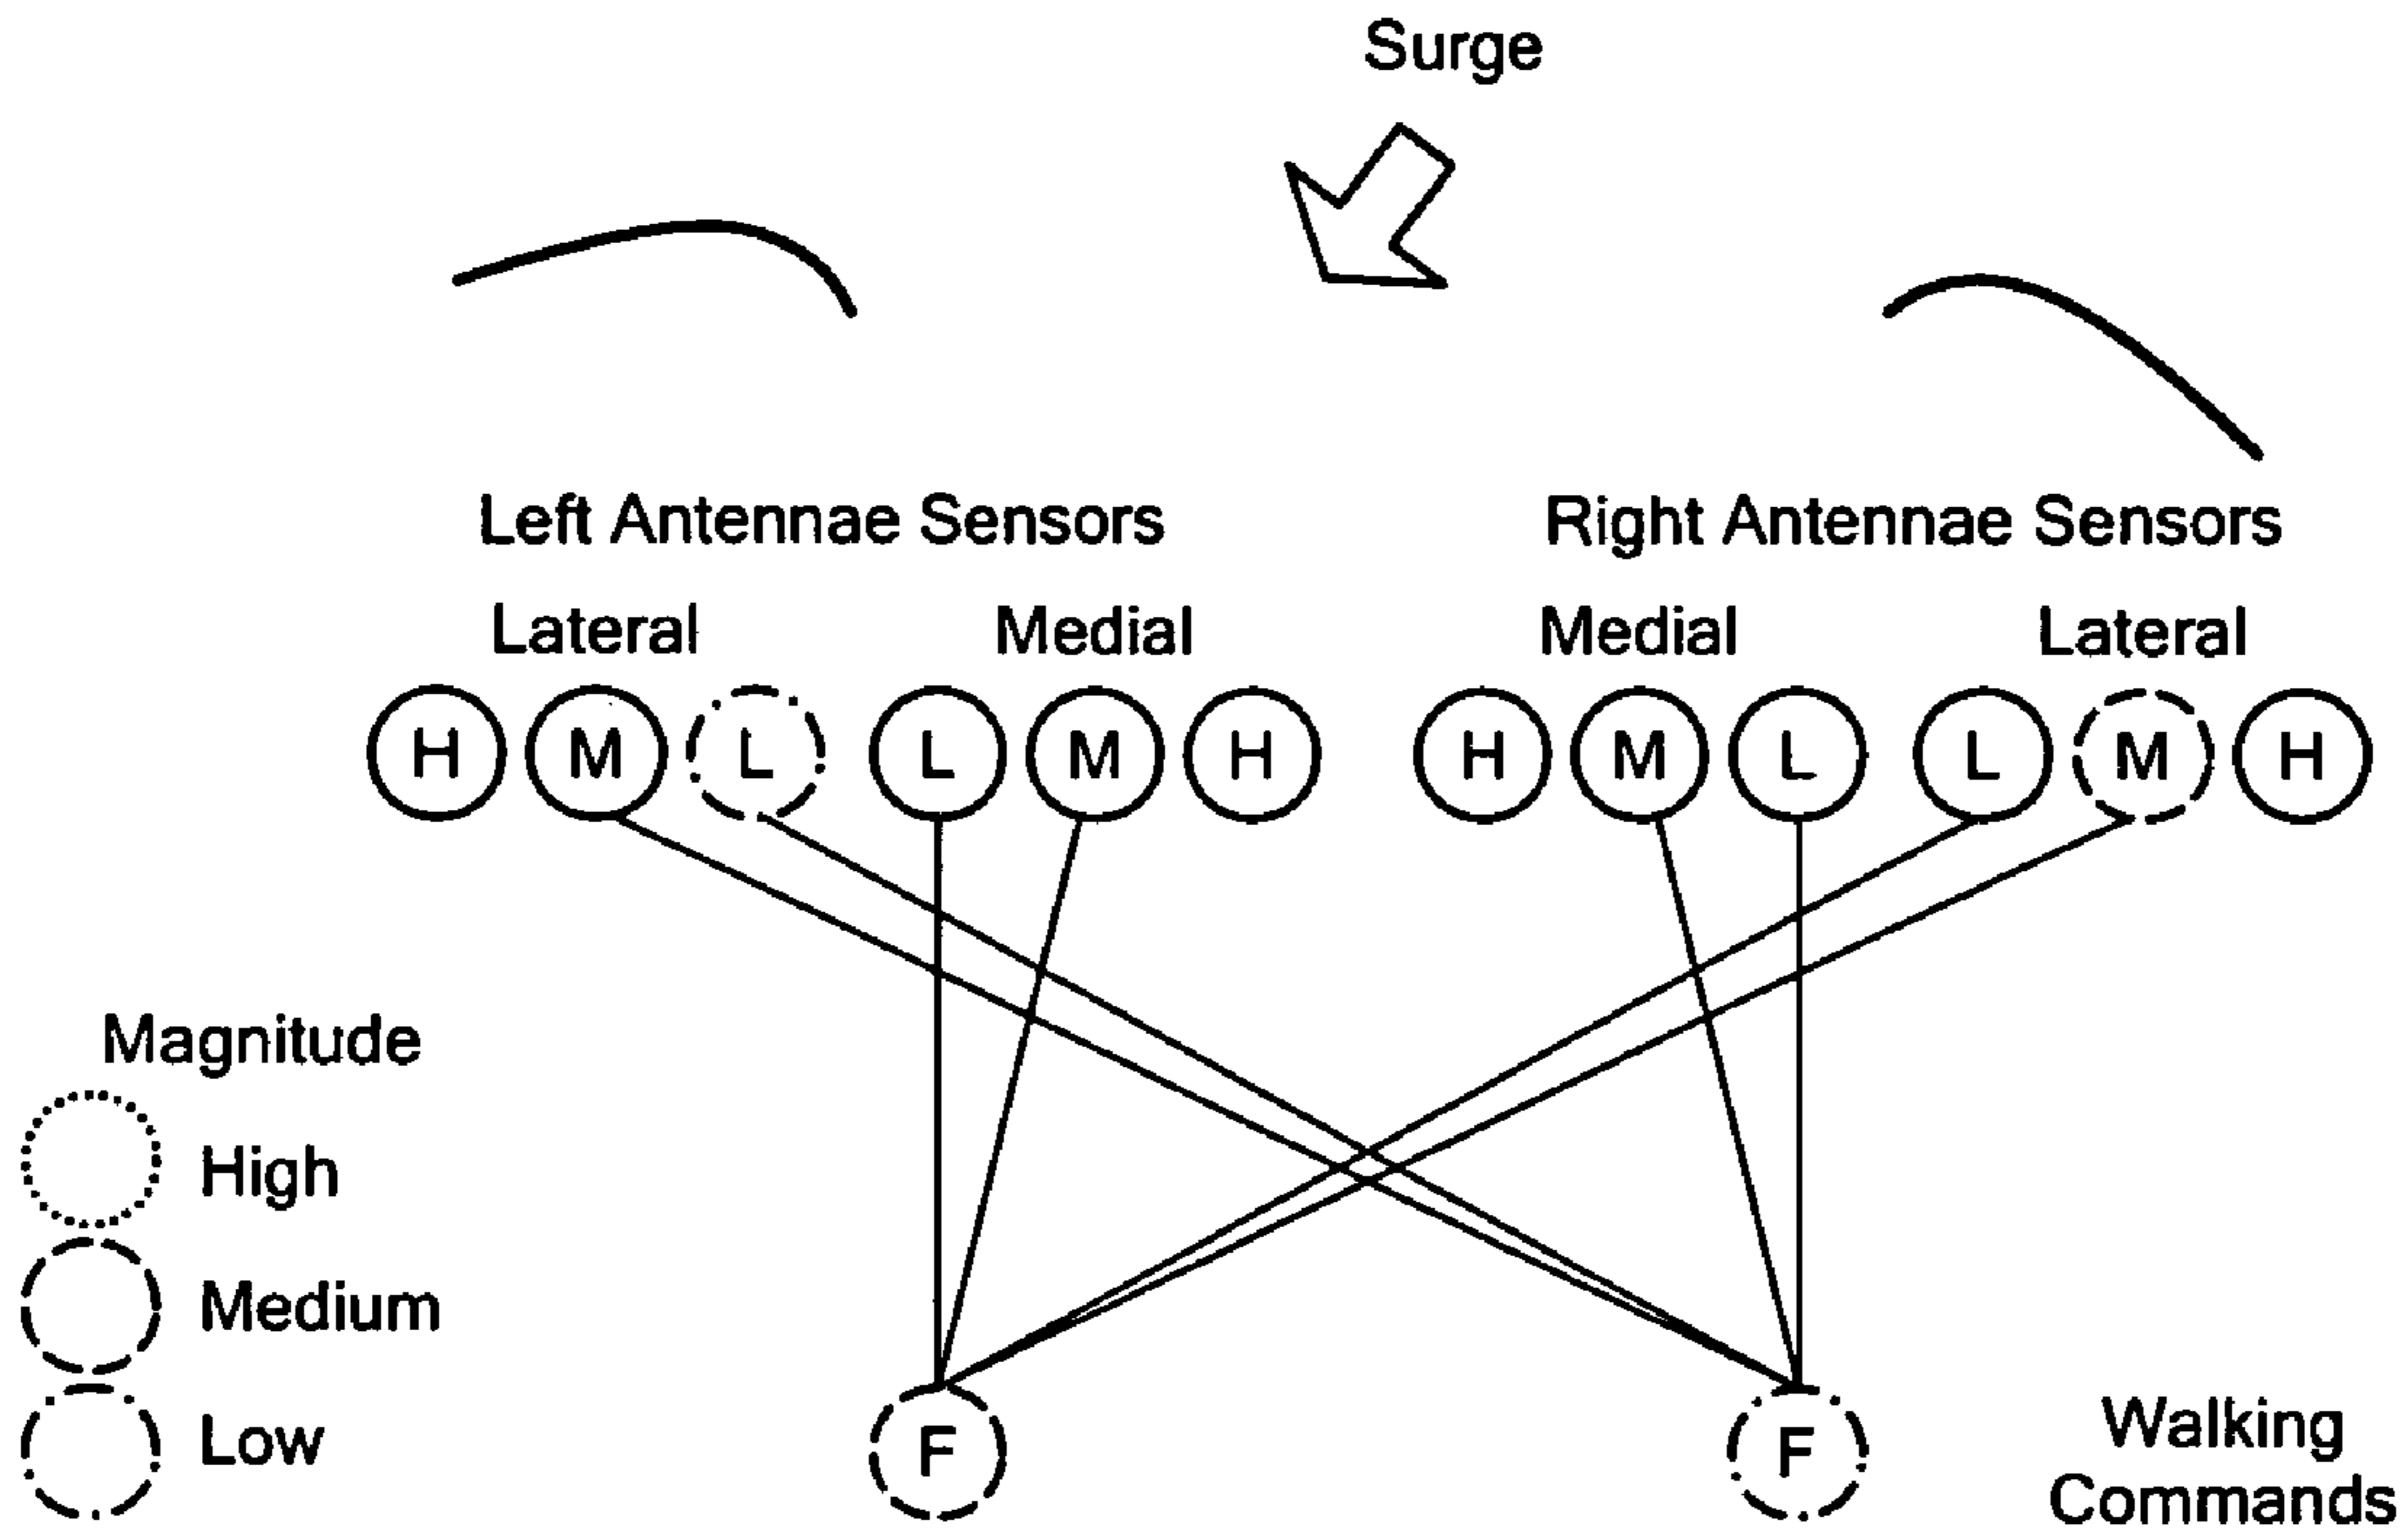 Surge
Left Antennae Sensors Right Antennae Sensors
Lateral Medial Medial Lateral
H M L L M H H M L L M H
Magnitude
High
Medium
Low
F F
Walking
Commands